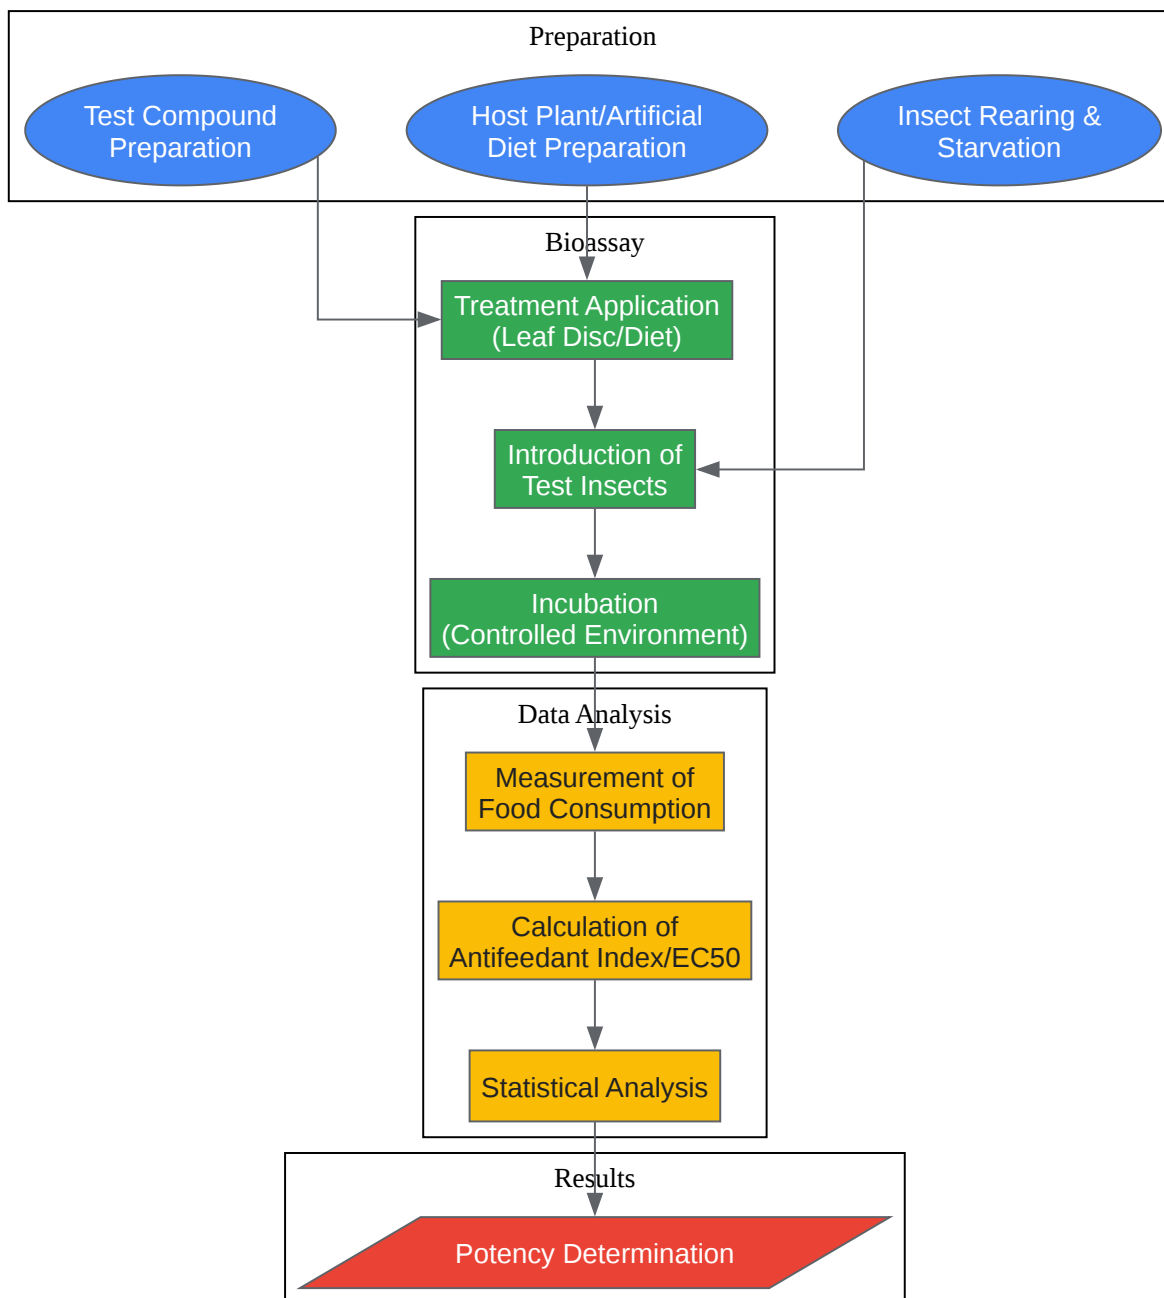 Preparation
Test Compound
Preparation
Host Plant/Artificial
Diet Preparation
Insect Rearing &
Starvation
Bioassay
Treatment Application
(Leaf Disc/Diet)
Introduction of
Test Insects
Incubation
(Controlled Environment)
Data Analysis
Measurement of
Food Consumption
Calculation of
Antifeedant Index/EC50
Statistical Analysis
Results
Potency Determination